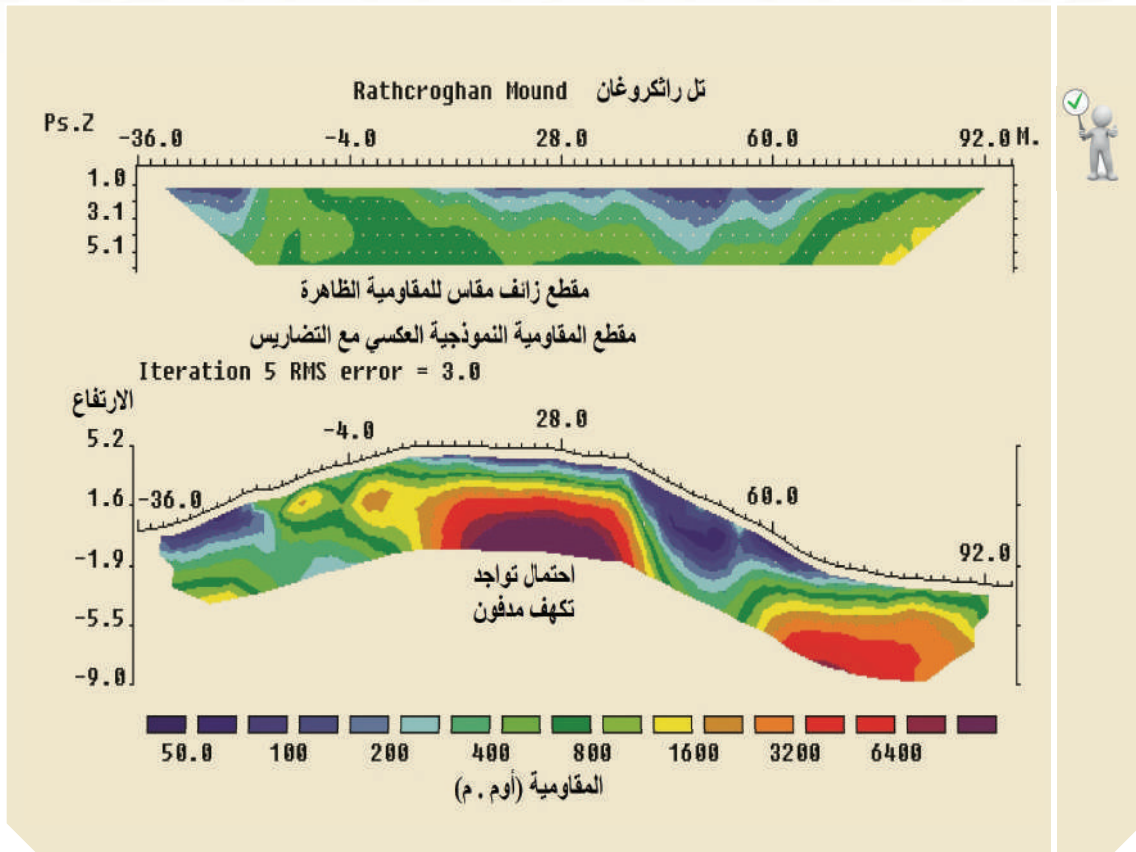 Rathcroghan Mound تل راثكروغان
Ps.Z
-36.0 -4.0 28.0 60.0 92.0 M.
1.0
3.1
5.1
مقطع زائف مقاس للمقاومية الظاهرة
مقطع المقاومية النموذجية العكسي مع التضاريس
Iteration 5 RMS error = 3.0
الارتفاع
5.2
1.6
-1.9
-5.5
-9.0
-36.0 -4.0 28.0 60.0 92.0
احتمال تواجد
تكهف مدفون
50.0 100 200 400 800 1600 3200 6400
المقاومية (أوم . م)